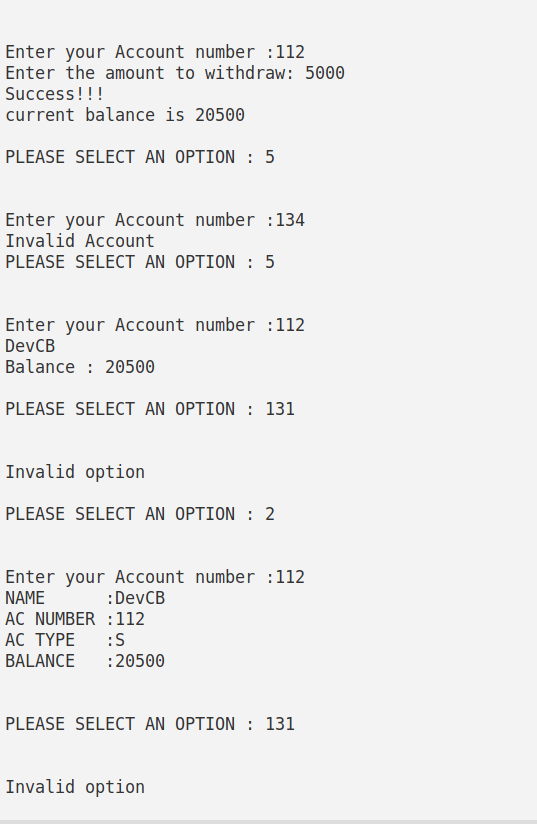 Enter your Account number :112
Enter the amount to withdraw: 5000
Success!!!
current balance is 20500
PLEASE SELECT AN OPTION : 5
Enter your Account number :134
Invalid Account
PLEASE SELECT AN OPTION : 5
Enter your Account number :112
DevCB
Balance : 20500
PLEASE SELECT AN OPTION : 131
Invalid option
PLEASE SELECT AN OPTION : 2
Enter your Account number :112
NAME      :DevCB
AC NUMBER :112
AC TYPE   :S
BALANCE   :20500
PLEASE SELECT AN OPTION : 131
Invalid option